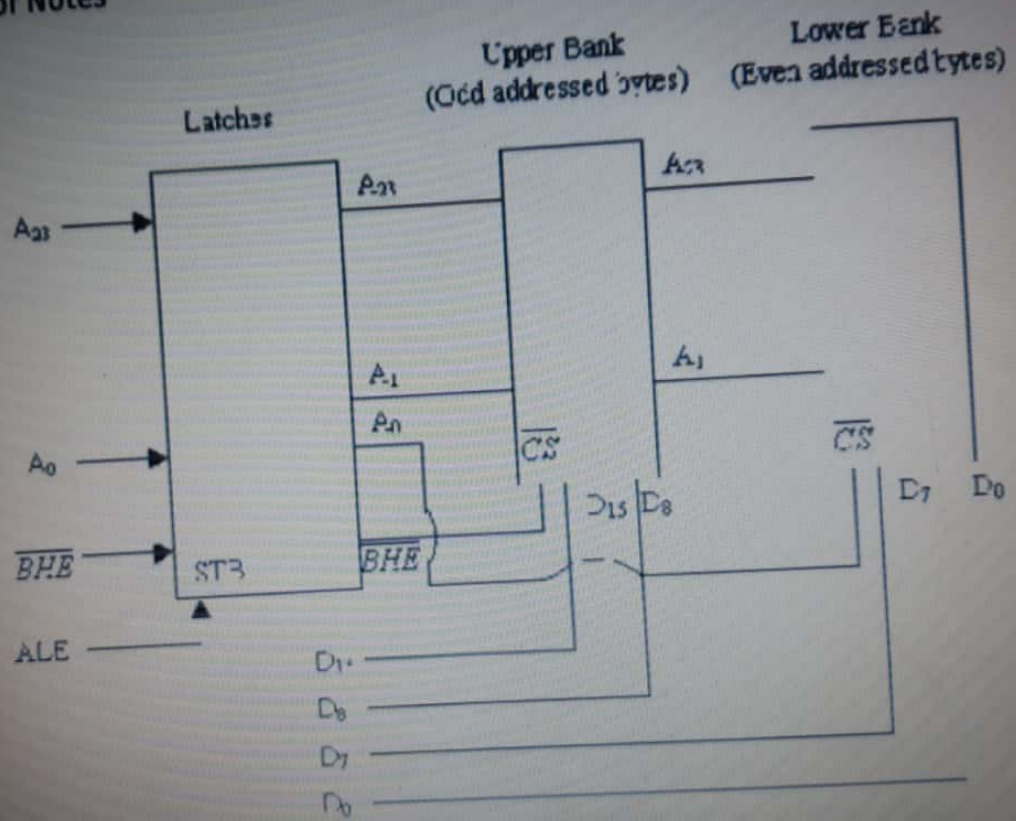 Notes
Upper Bank
(Odd addressed bytes)
Lower Bank
(Even addressed bytes)
Latches
A23
A23
A23
A1
A1
A0
A0
CS
CS
D15 D8
D7 D0
BHE
BHE
STB
ALE
D8
D7
D0